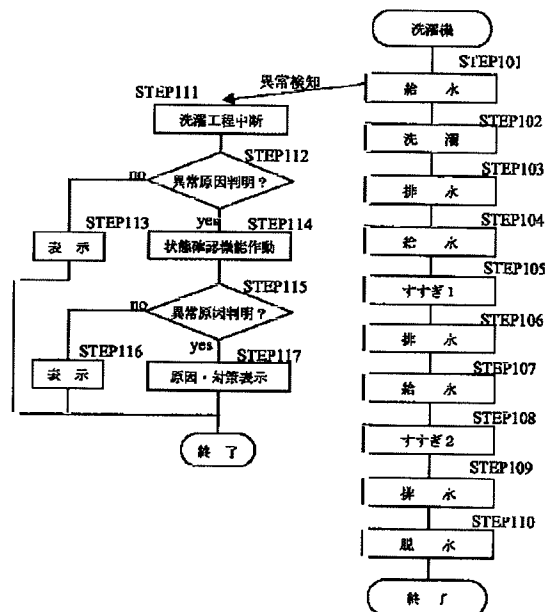 洗濯機
STEP101
給 水
異常検知
STEP111
洗濯工程中断
STEP102
洗 濯
STEP112
異常原因判明？
no
yes
STEP103
排 水
STEP113
表 示
STEP114
状態確認機能作動
STEP104
給 水
STEP115
異常原因判明？
no
yes
STEP105
すすぎ1
STEP116
表 示
STEP117
原因・対策表示
STEP106
排 水
STEP107
給 水
終 了
STEP108
すすぎ2
STEP109
排 水
STEP110
脱 水
終 了